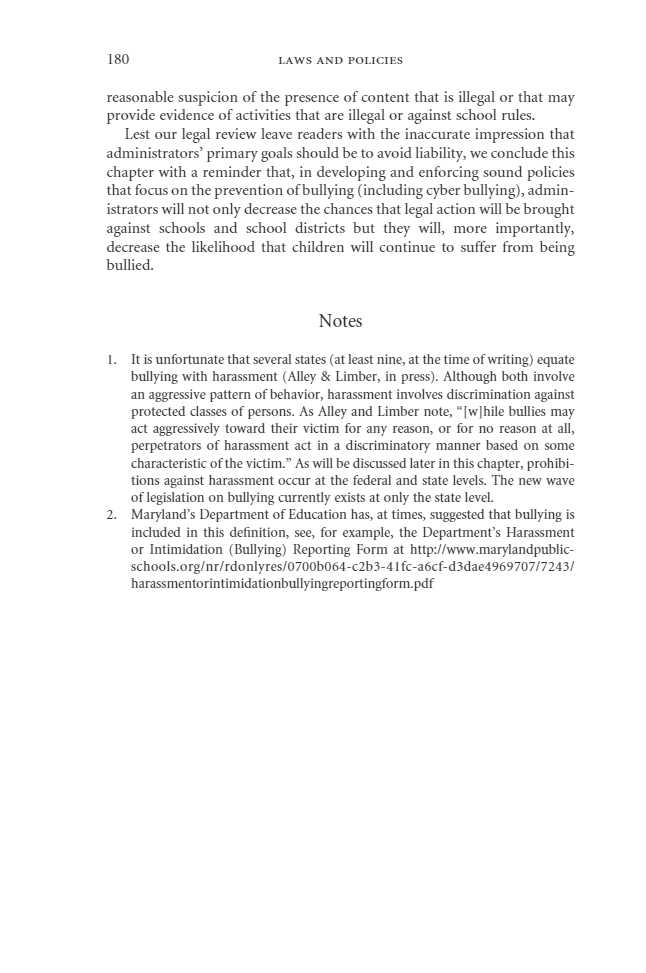 180 LAWS AND POLICIES
reasonable suspicion of the presence of content that is illegal or that may
provide evidence of activities that are illegal or against school rules.
Lest our legal review leave readers with the inaccurate impression that
administrators’ primary goals should be to avoid liability, we conclude this
chapter with a reminder that, in developing and enforcing sound policies
that focus on the prevention of bullying (including cyber bullying), admin-
istrators will not only decrease the chances that legal action will be brought
against schools and school districts but they will, more importantly,
decrease the likelihood that children will continue to suffer from being
bullied.
Notes
1. It is unfortunate that several states (at least nine, at the time of writing) equate
bullying with harassment (Alley & Limber, in press). Although both involve
an aggressive pattern of behavior, harassment involves discrimination against
protected classes of persons. As Alley and Limber note, “[w]hile bullies may
act aggressively toward their victim for any reason, or for no reason at all,
perpetrators of harassment act in a discriminatory manner based on some
characteristic of the victim.” As will be discussed later in this chapter, prohibi-
tions against harassment occur at the federal and state levels. The new wave
of legislation on bullying currently exists at only the state level.
2. Maryland’s Department of Education has, at times, suggested that bullying is
included in this definition, see, for example, the Department’s Harassment
or Intimidation (Bullying) Reporting Form at http://www.marylandpublic-
schools.org/nr/rdonlyres/0700b064-c2b3-41fc-a6cf-d3dae4969707/7243/
harassmentorintimidationbullyingreportingform.pdf